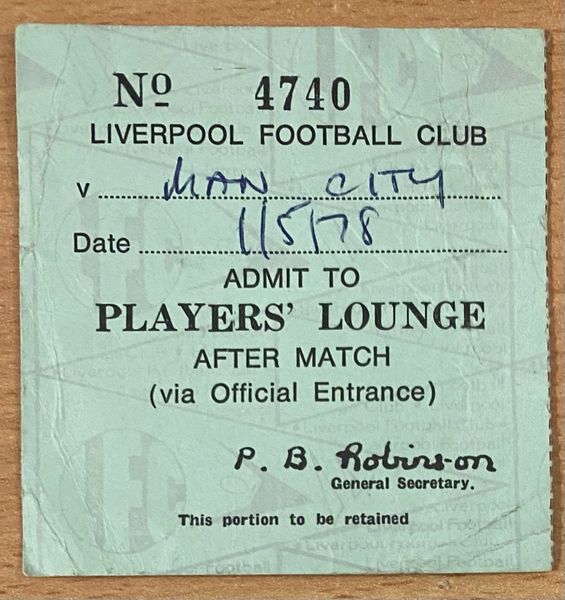 Nº 4740
LIVERPOOL FOOTBALL CLUB
v MAN CITY
Date 1/5/78
ADMIT TO
PLAYERS' LOUNGE
AFTER MATCH
(via Official Entrance)
P. B. Robinson
General Secretary.
This portion to be retained